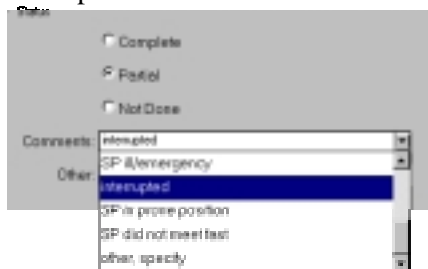 Status
Complete
Partial
Not Done
Comments: interrupted
SP ill/emergency
Other:
interrupted
SP in prone position
SP did not meet fast
other, specify